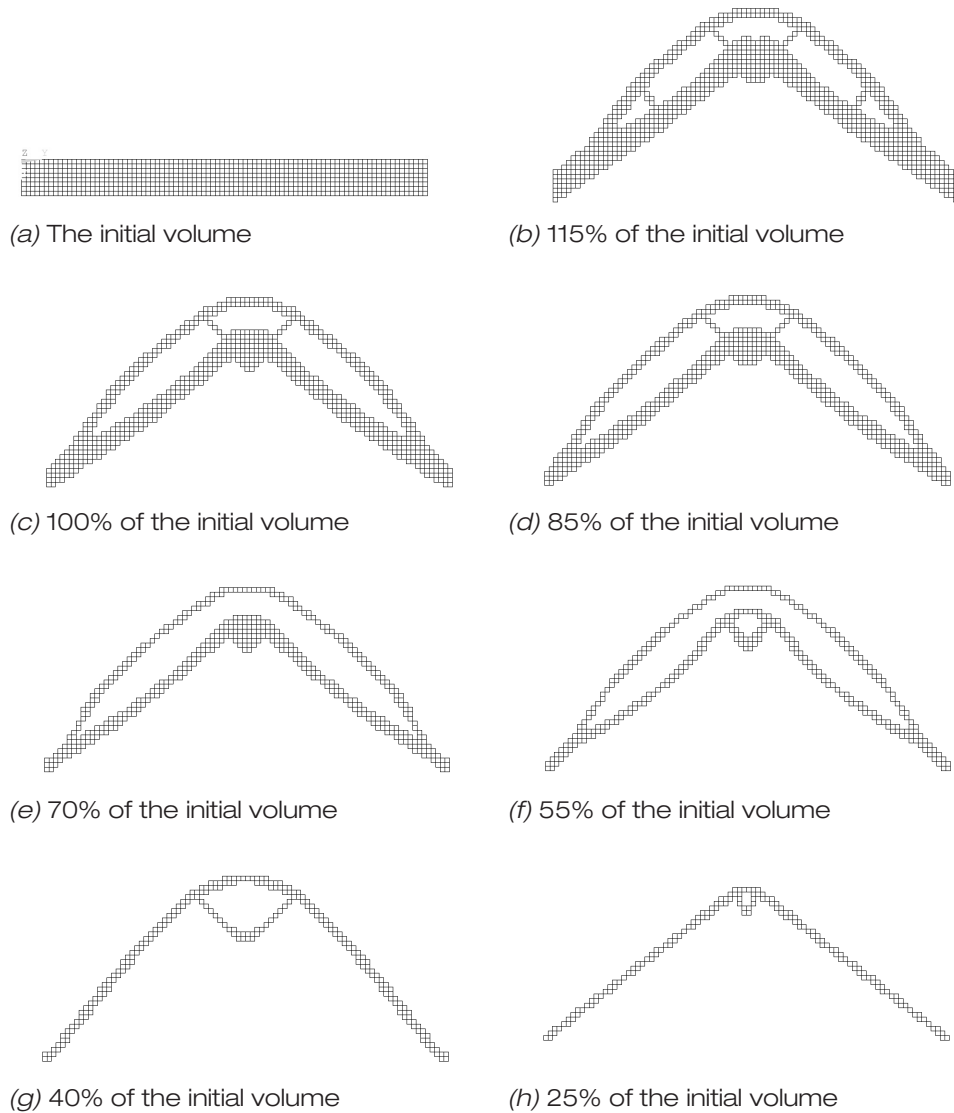 (a) The initial volume
(b) 115% of the initial volume
(c) 100% of the initial volume
(d) 85% of the initial volume
(e) 70% of the initial volume
(f) 55% of the initial volume
(g) 40% of the initial volume
(h) 25% of the initial volume